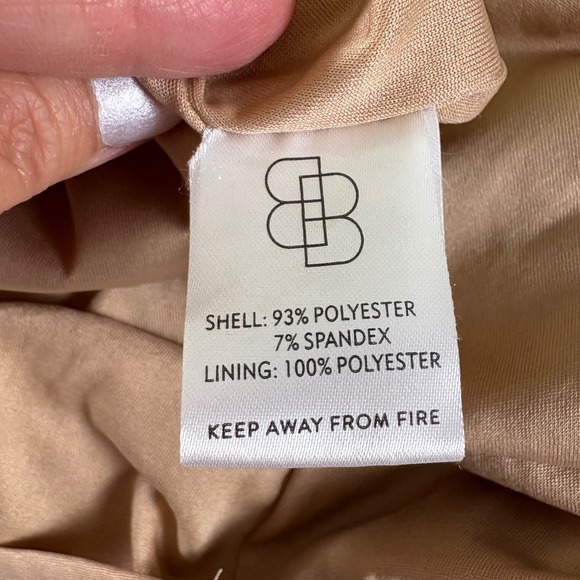 SHELL: 93% POLYESTER
7% SPANDEX
LINING: 100% POLYESTER
KEEP AWAY FROM FIRE